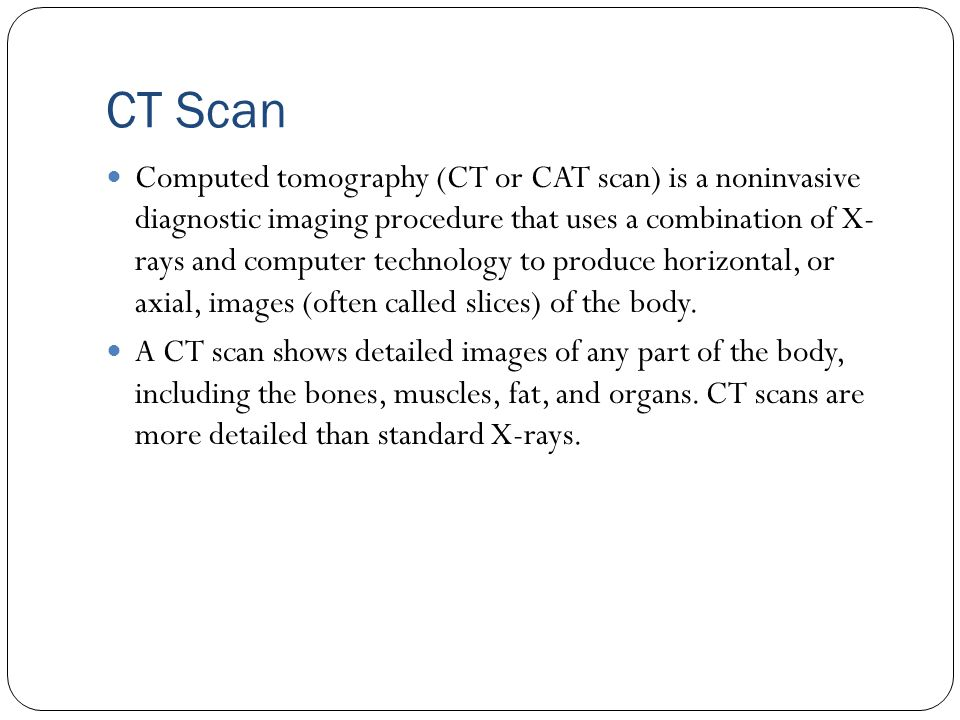 CT Scan
• Computed tomography (CT or CAT scan) is a noninvasive
diagnostic imaging procedure that uses a combination of X-
rays and computer technology to produce horizontal, or
axial, images (often called slices) of the body.
• A CT scan shows detailed images of any part of the body,
including the bones, muscles, fat, and organs. CT scans are
more detailed than standard X-rays.